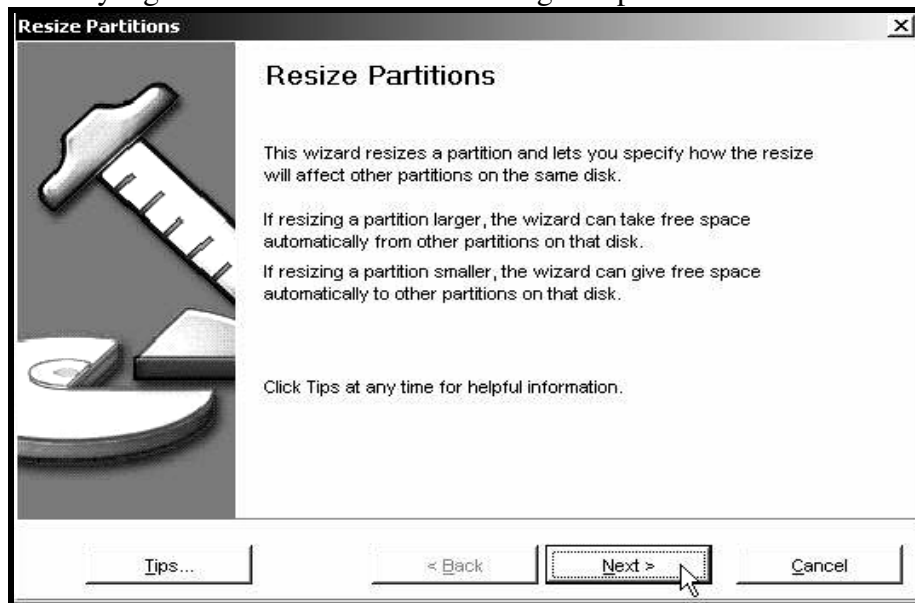 Resize Partitions
Resize Partitions
This wizard resizes a partition and lets you specify how the resize
will affect other partitions on the same disk.
If resizing a partition larger, the wizard can take free space
automatically from other partitions on that disk.
If resizing a partition smaller, the wizard can give free space
automatically to other partitions on that disk.
Click Tips at any time for helpful information.
Tips... < Back Next > Cancel